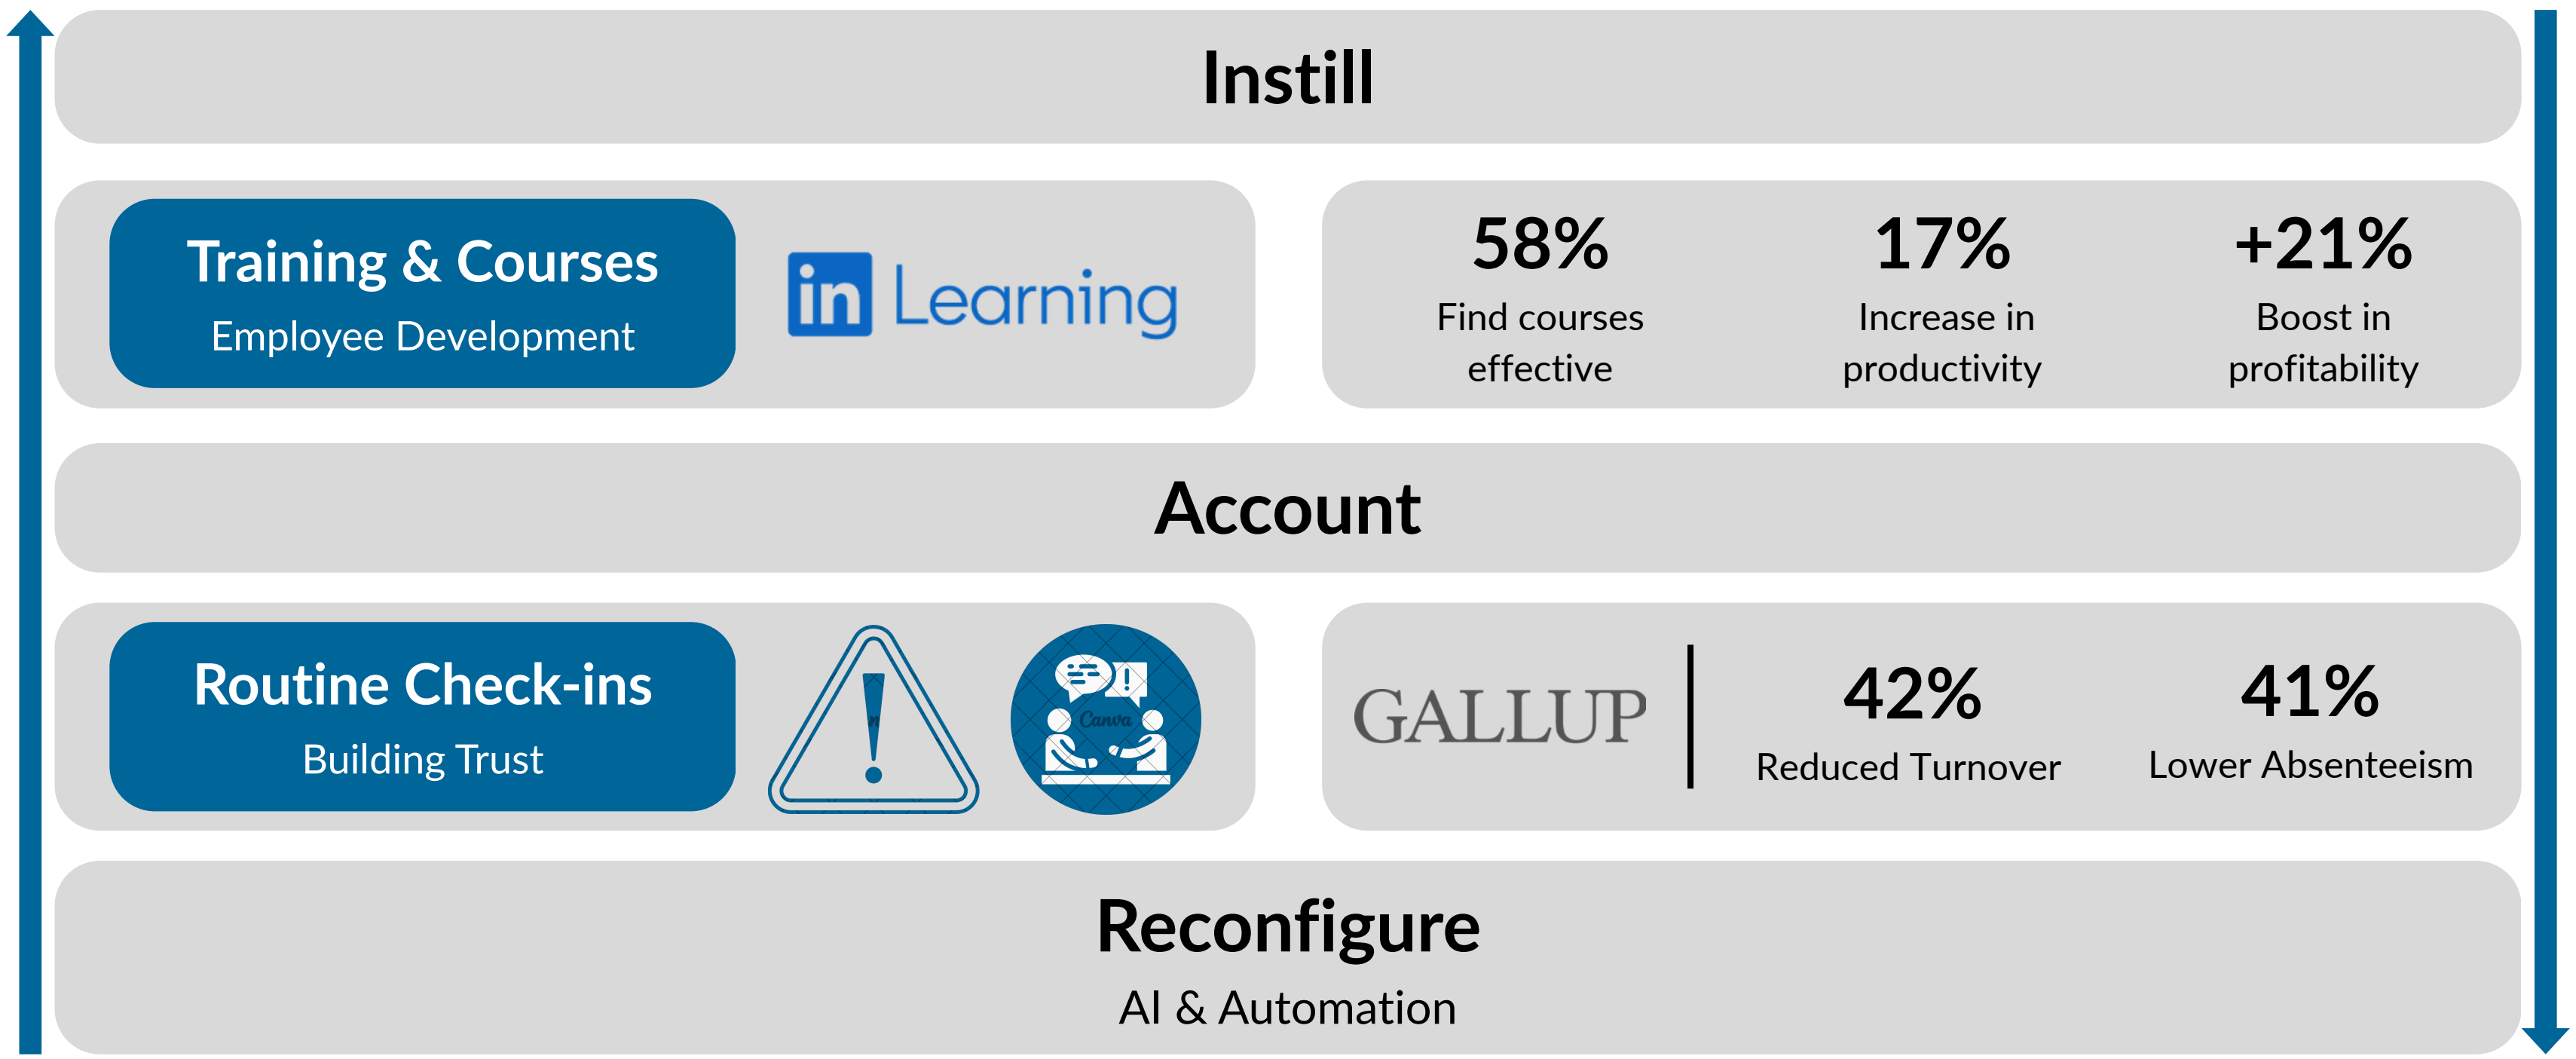 Instill
Training & Courses
Employee Development
in Learning
58%
Find courses
effective
17%
Increase in
productivity
+21%
Boost in
profitability
Account
Routine Check-ins
Building Trust
!
Canva
GALLUP
42%
Reduced Turnover
41%
Lower Absenteeism
Reconfigure
AI & Automation